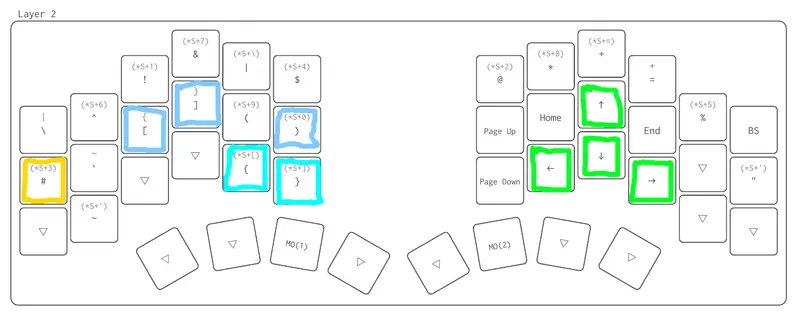 Layer 2
(*S+7)
&
(*S+\)
|
(*S+1)
!
(*S+4)
$
(*S+2)
@
(*S+8)
*
(*S+=)
+
+
=
|
\
(*S+6)
^
{
[
}
]
(*S+9)
(
(*S+0)
)
Page Up
Home
↑
End
(*S+5)
%
BS
(*S+3)
#
~
`
▽
▽
(*S+[)
{
(*S+])
}
Page Down
←
↓
→
▽
(*S+')
"
▽
(*S+')
~
▽
▽
◁
▽
MO(1)
▷
◁
MO(2)
▽
▷